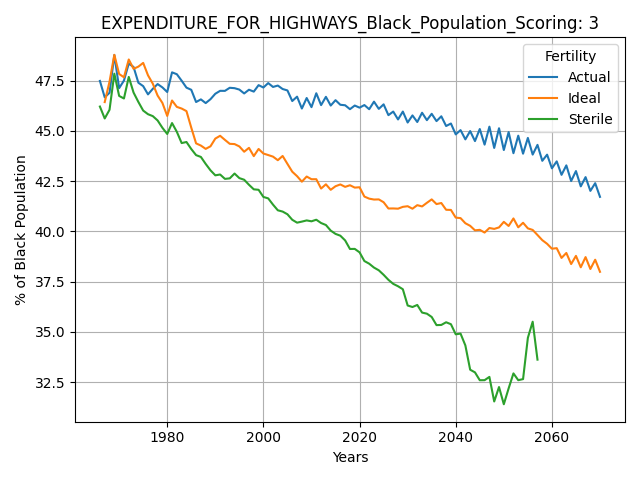 EXPENDITURE_FOR_HIGHWAYS_Black_Population_Scoring: 3
Fertility
Actual
Ideal
Sterile
47.5
45.0
42.5
40.0
37.5
35.0
32.5
% of Black Population
1980
2000
2020
2040
2060
Years